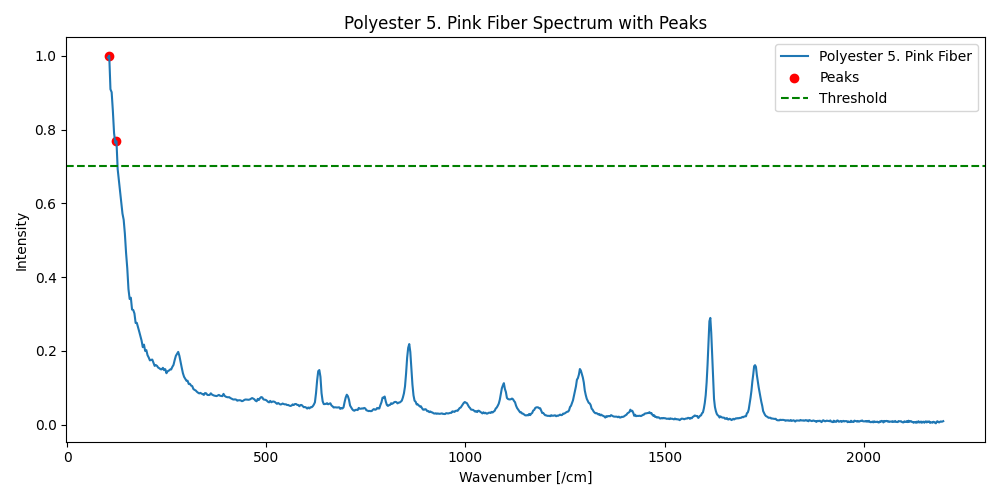 Polyester 5. Pink Fiber Spectrum with Peaks
Polyester 5. Pink Fiber
Peaks
Threshold
Intensity
1.0
0.8
0.6
0.4
0.2
0.0
0 500 1000 1500 2000
Wavenumber [/cm]